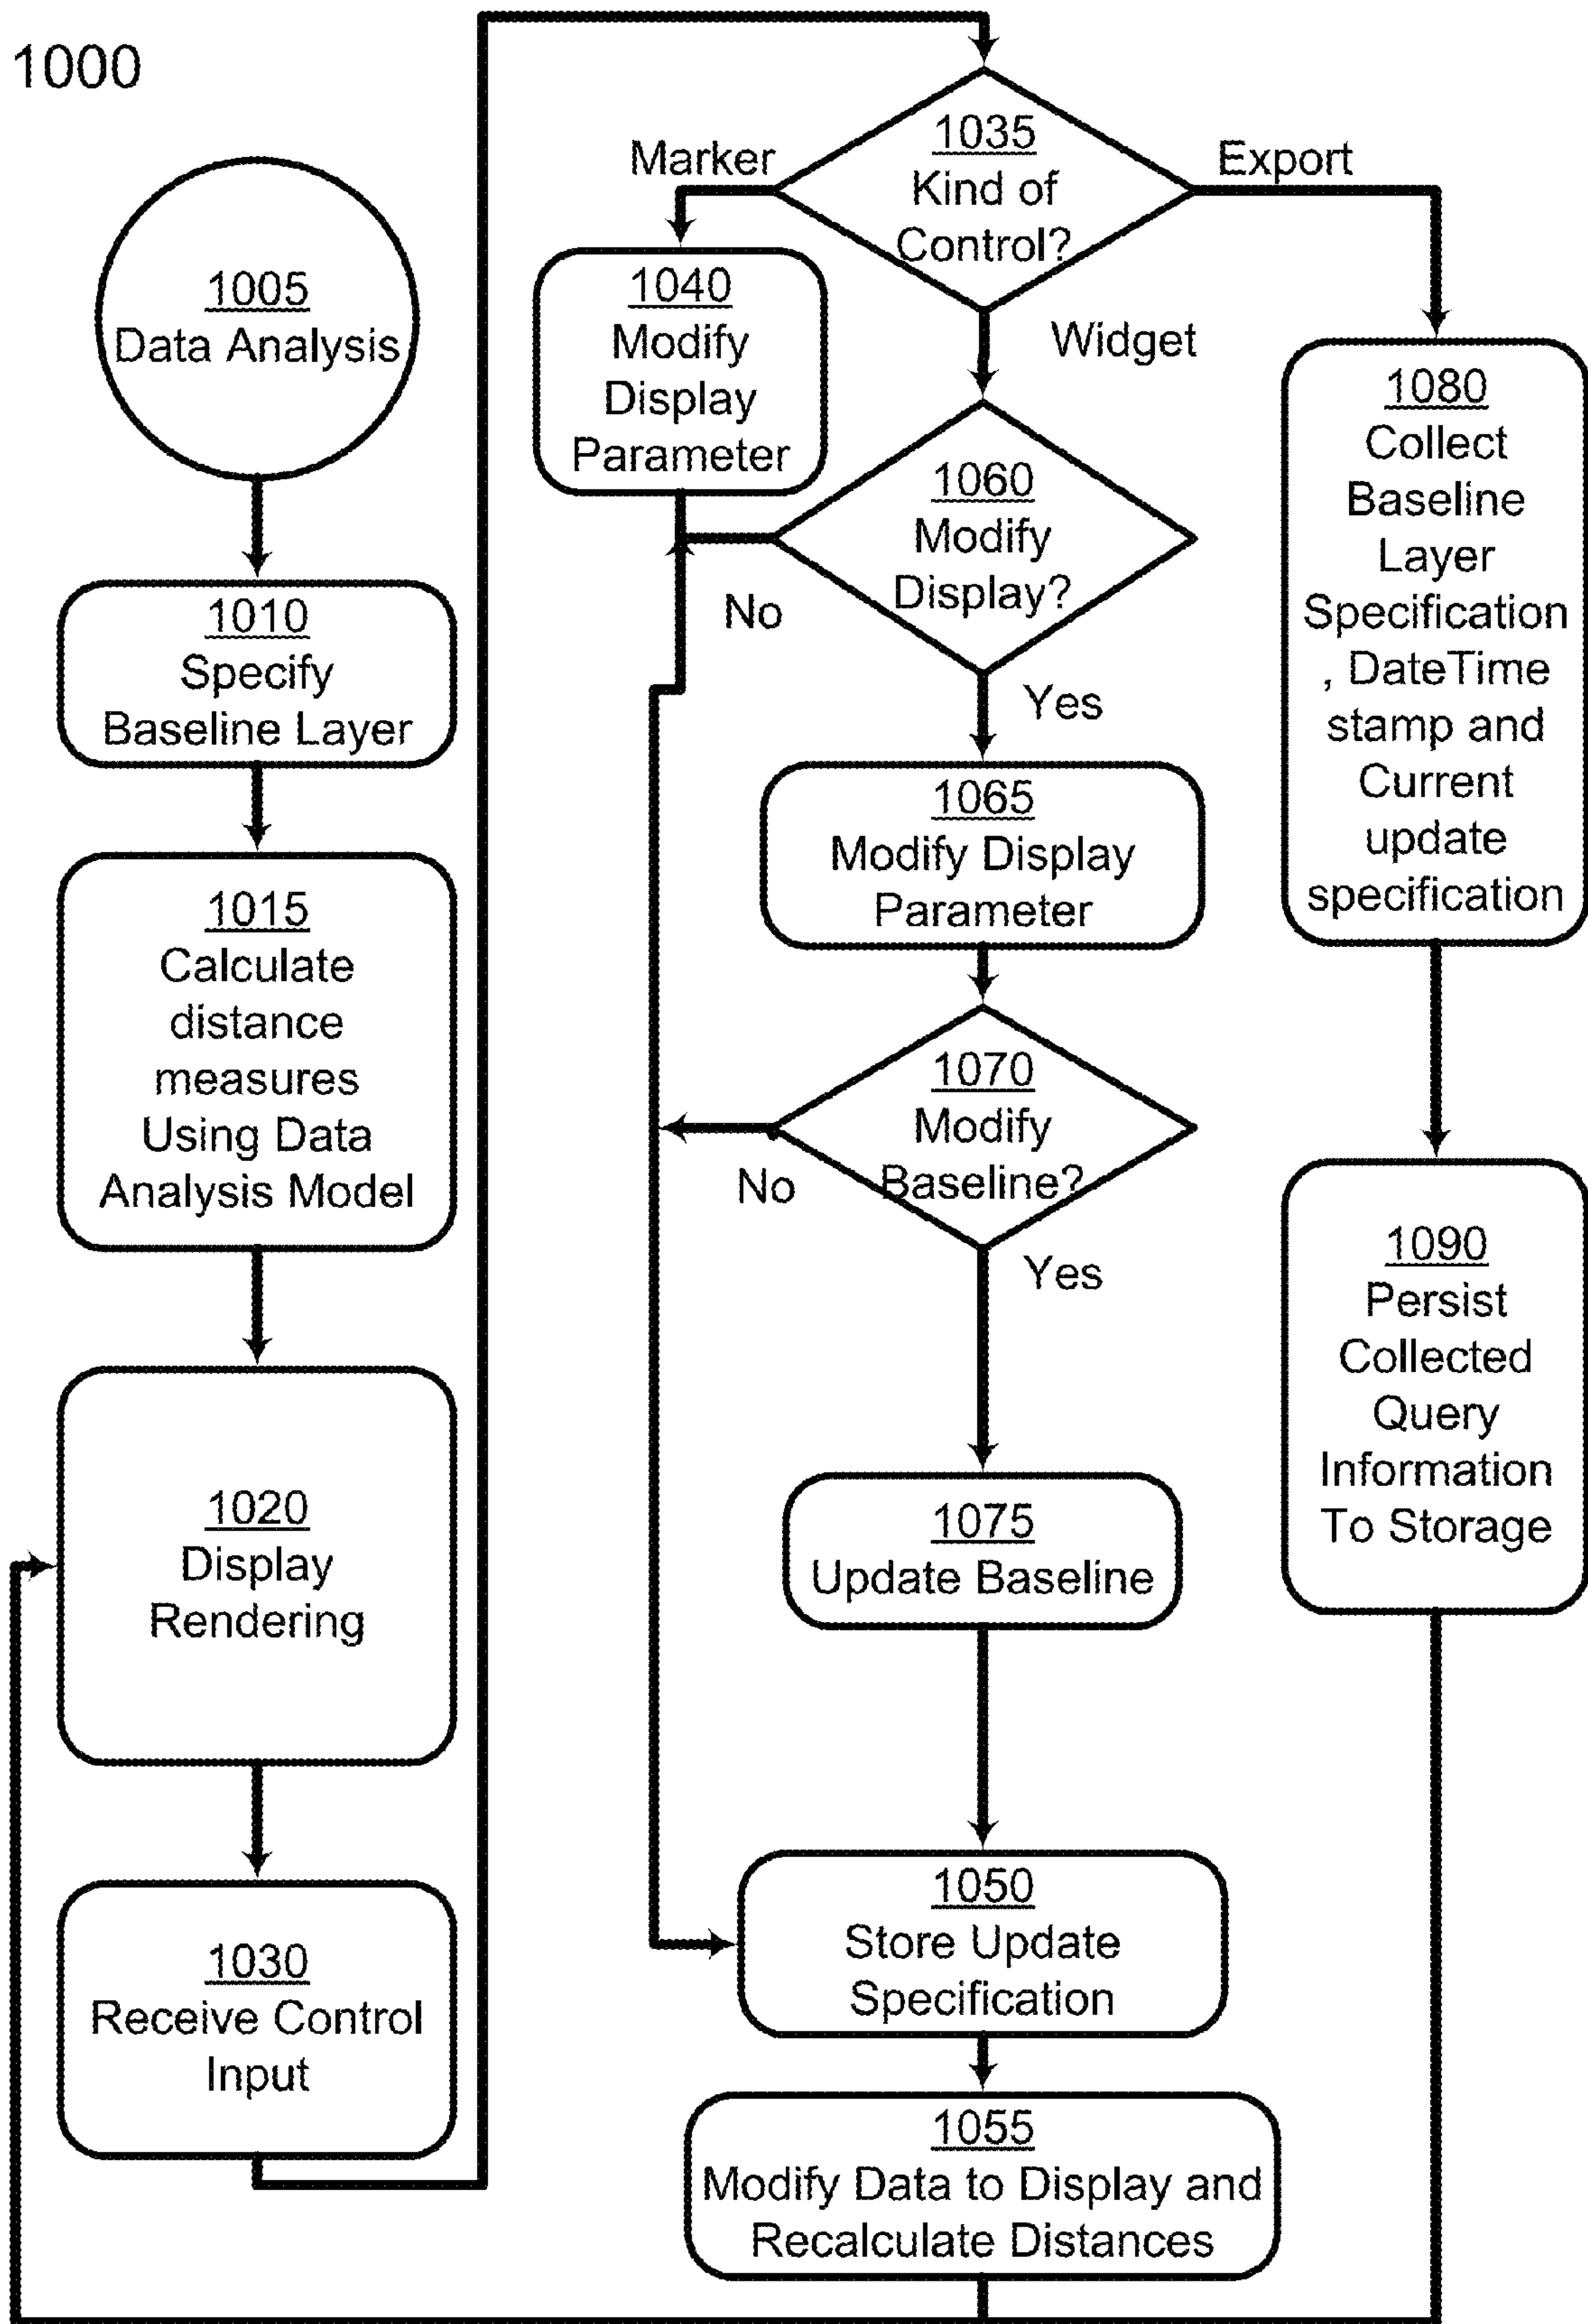 1000
1005
Data Analysis
1010
Specify
Baseline Layer
1015
Calculate
distance
measures
Using Data
Analysis Model
1020
Display
Rendering
1030
Receive Control
Input
1035
Kind of
Control?
Marker
Export
Widget
1040
Modify
Display
Parameter
1060
Modify
Display?
No
Yes
1065
Modify Display
Parameter
1070
Modify
Baseline?
No
Yes
1075
Update Baseline
1050
Store Update
Specification
1055
Modify Data to Display and
Recalculate Distances
1080
Collect
Baseline
Layer
Specification
, DateTime
stamp and
Current
update
specification
1090
Persist
Collected
Query
Information
To Storage